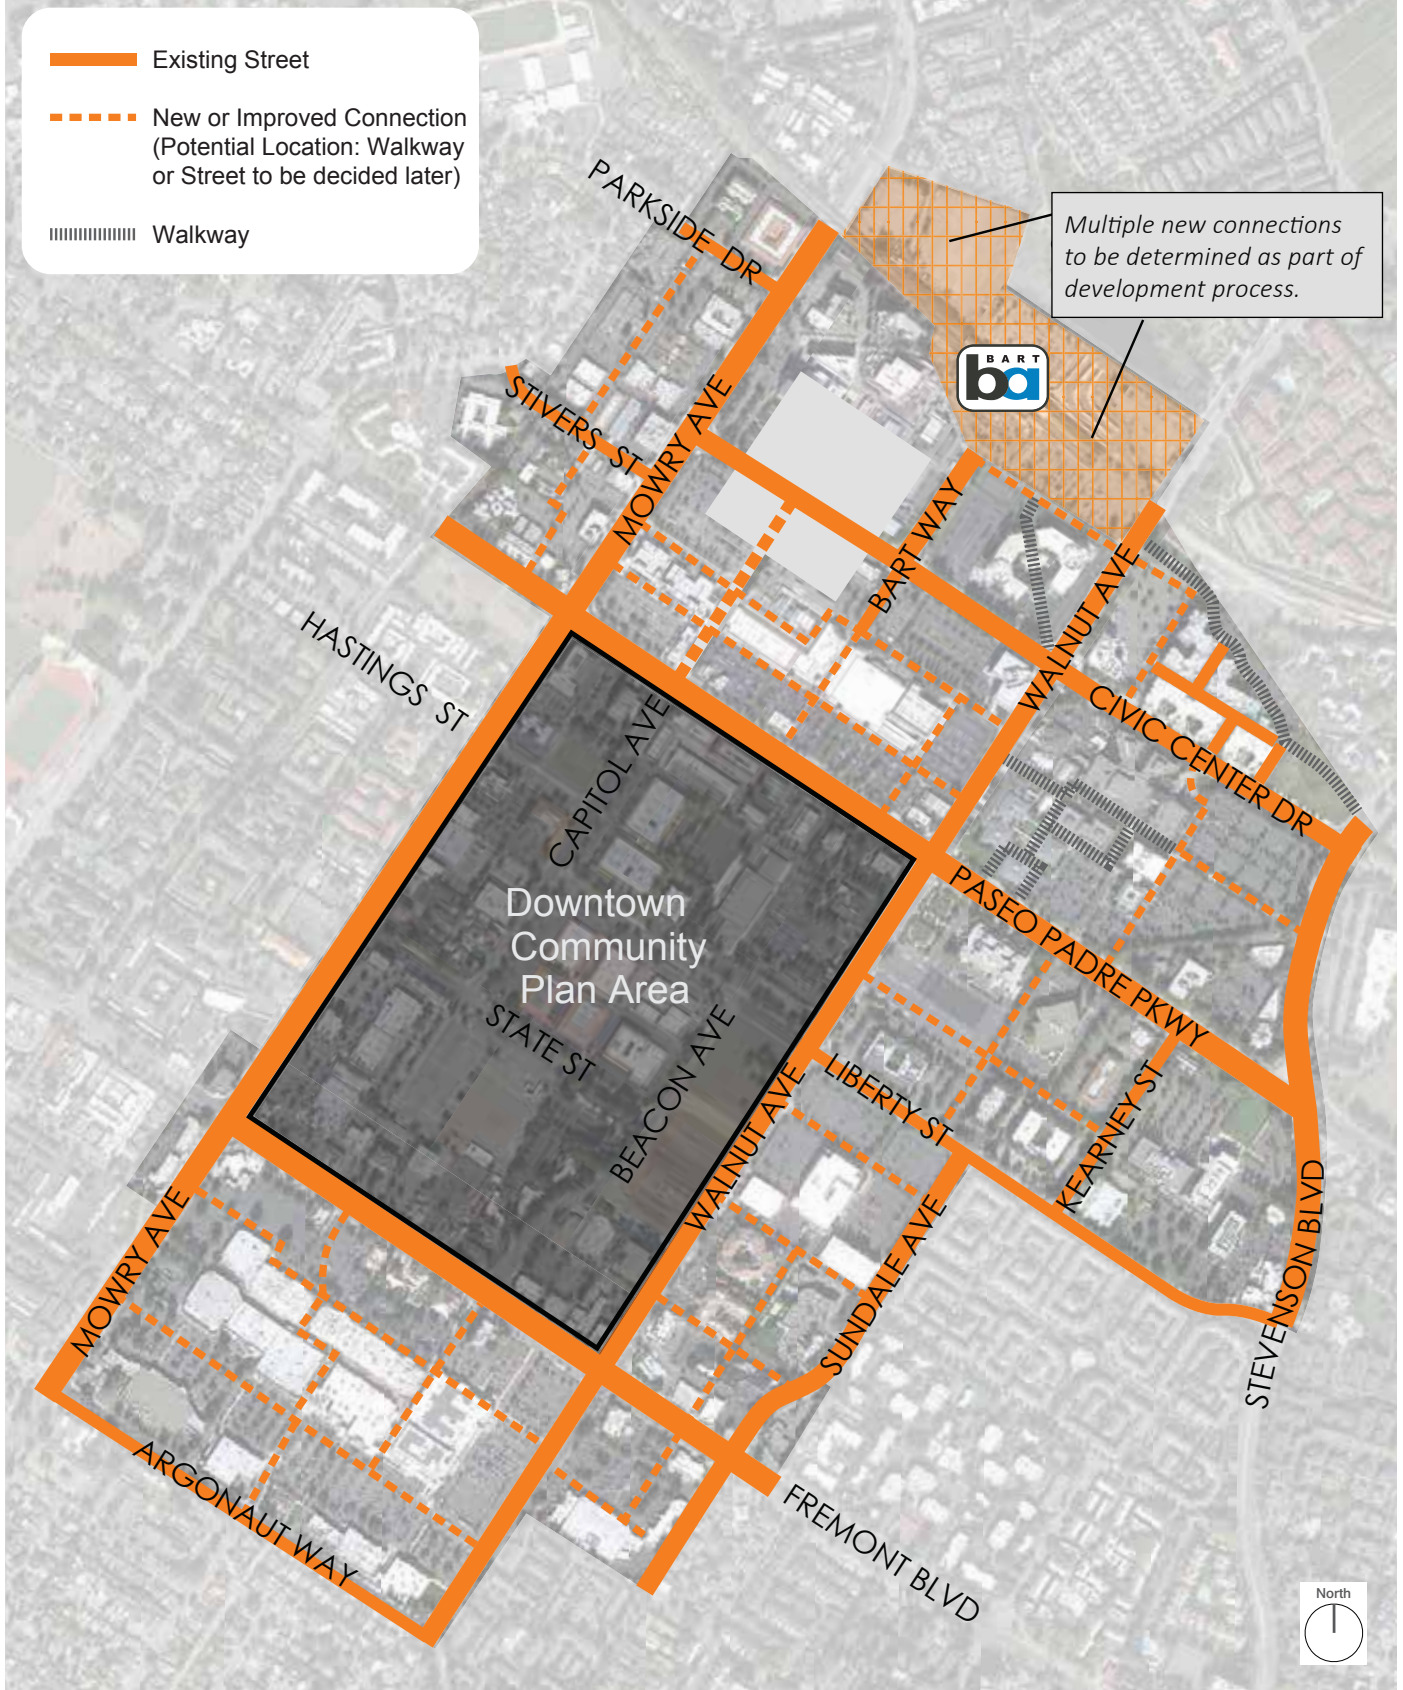 Existing Street
New or Improved Connection
(Potential Location: Walkway
or Street to be decided later)
Walkway
PARKSIDE DR
Multiple new connections
to be determined as part of
development process.
BART
ba
STIVERS ST
MOWRY AVE
BART WAY
WALNUT AVE
HASTINGS ST
CAPITOL AVE
CIVIC CENTER DR
Downtown
Community
Plan Area
PASEO PADRE PKWY
STATE ST
BEACON AVE
LIBERTY ST
KEARNEY ST
WALNUT AVE
MOWRY AVE
SUNDALE AVE
STEVENSON BLVD
ARGONAUT WAY
FREMONT BLVD
North